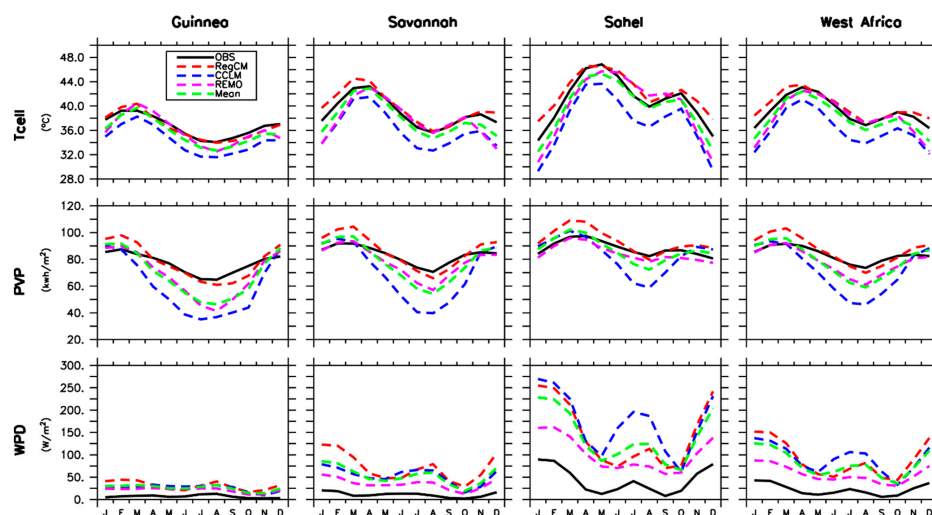 Guinnea Savannah Sahel West Africa
Tcell
(ºC)
48.0
44.0
40.0
36.0
32.0
28.0
OBS
RegCM
CCLM
REMO
Mean
PVP
(kwh/m²)
120.
100.
80.
60.
40.
20.
WPD
(w/m²)
300.
250.
200.
150.
100.
50.
0.
J F M A M J J A S O N D J F M A M J J A S O N D J F M A M J J A S O N D J F M A M J J A S O N D